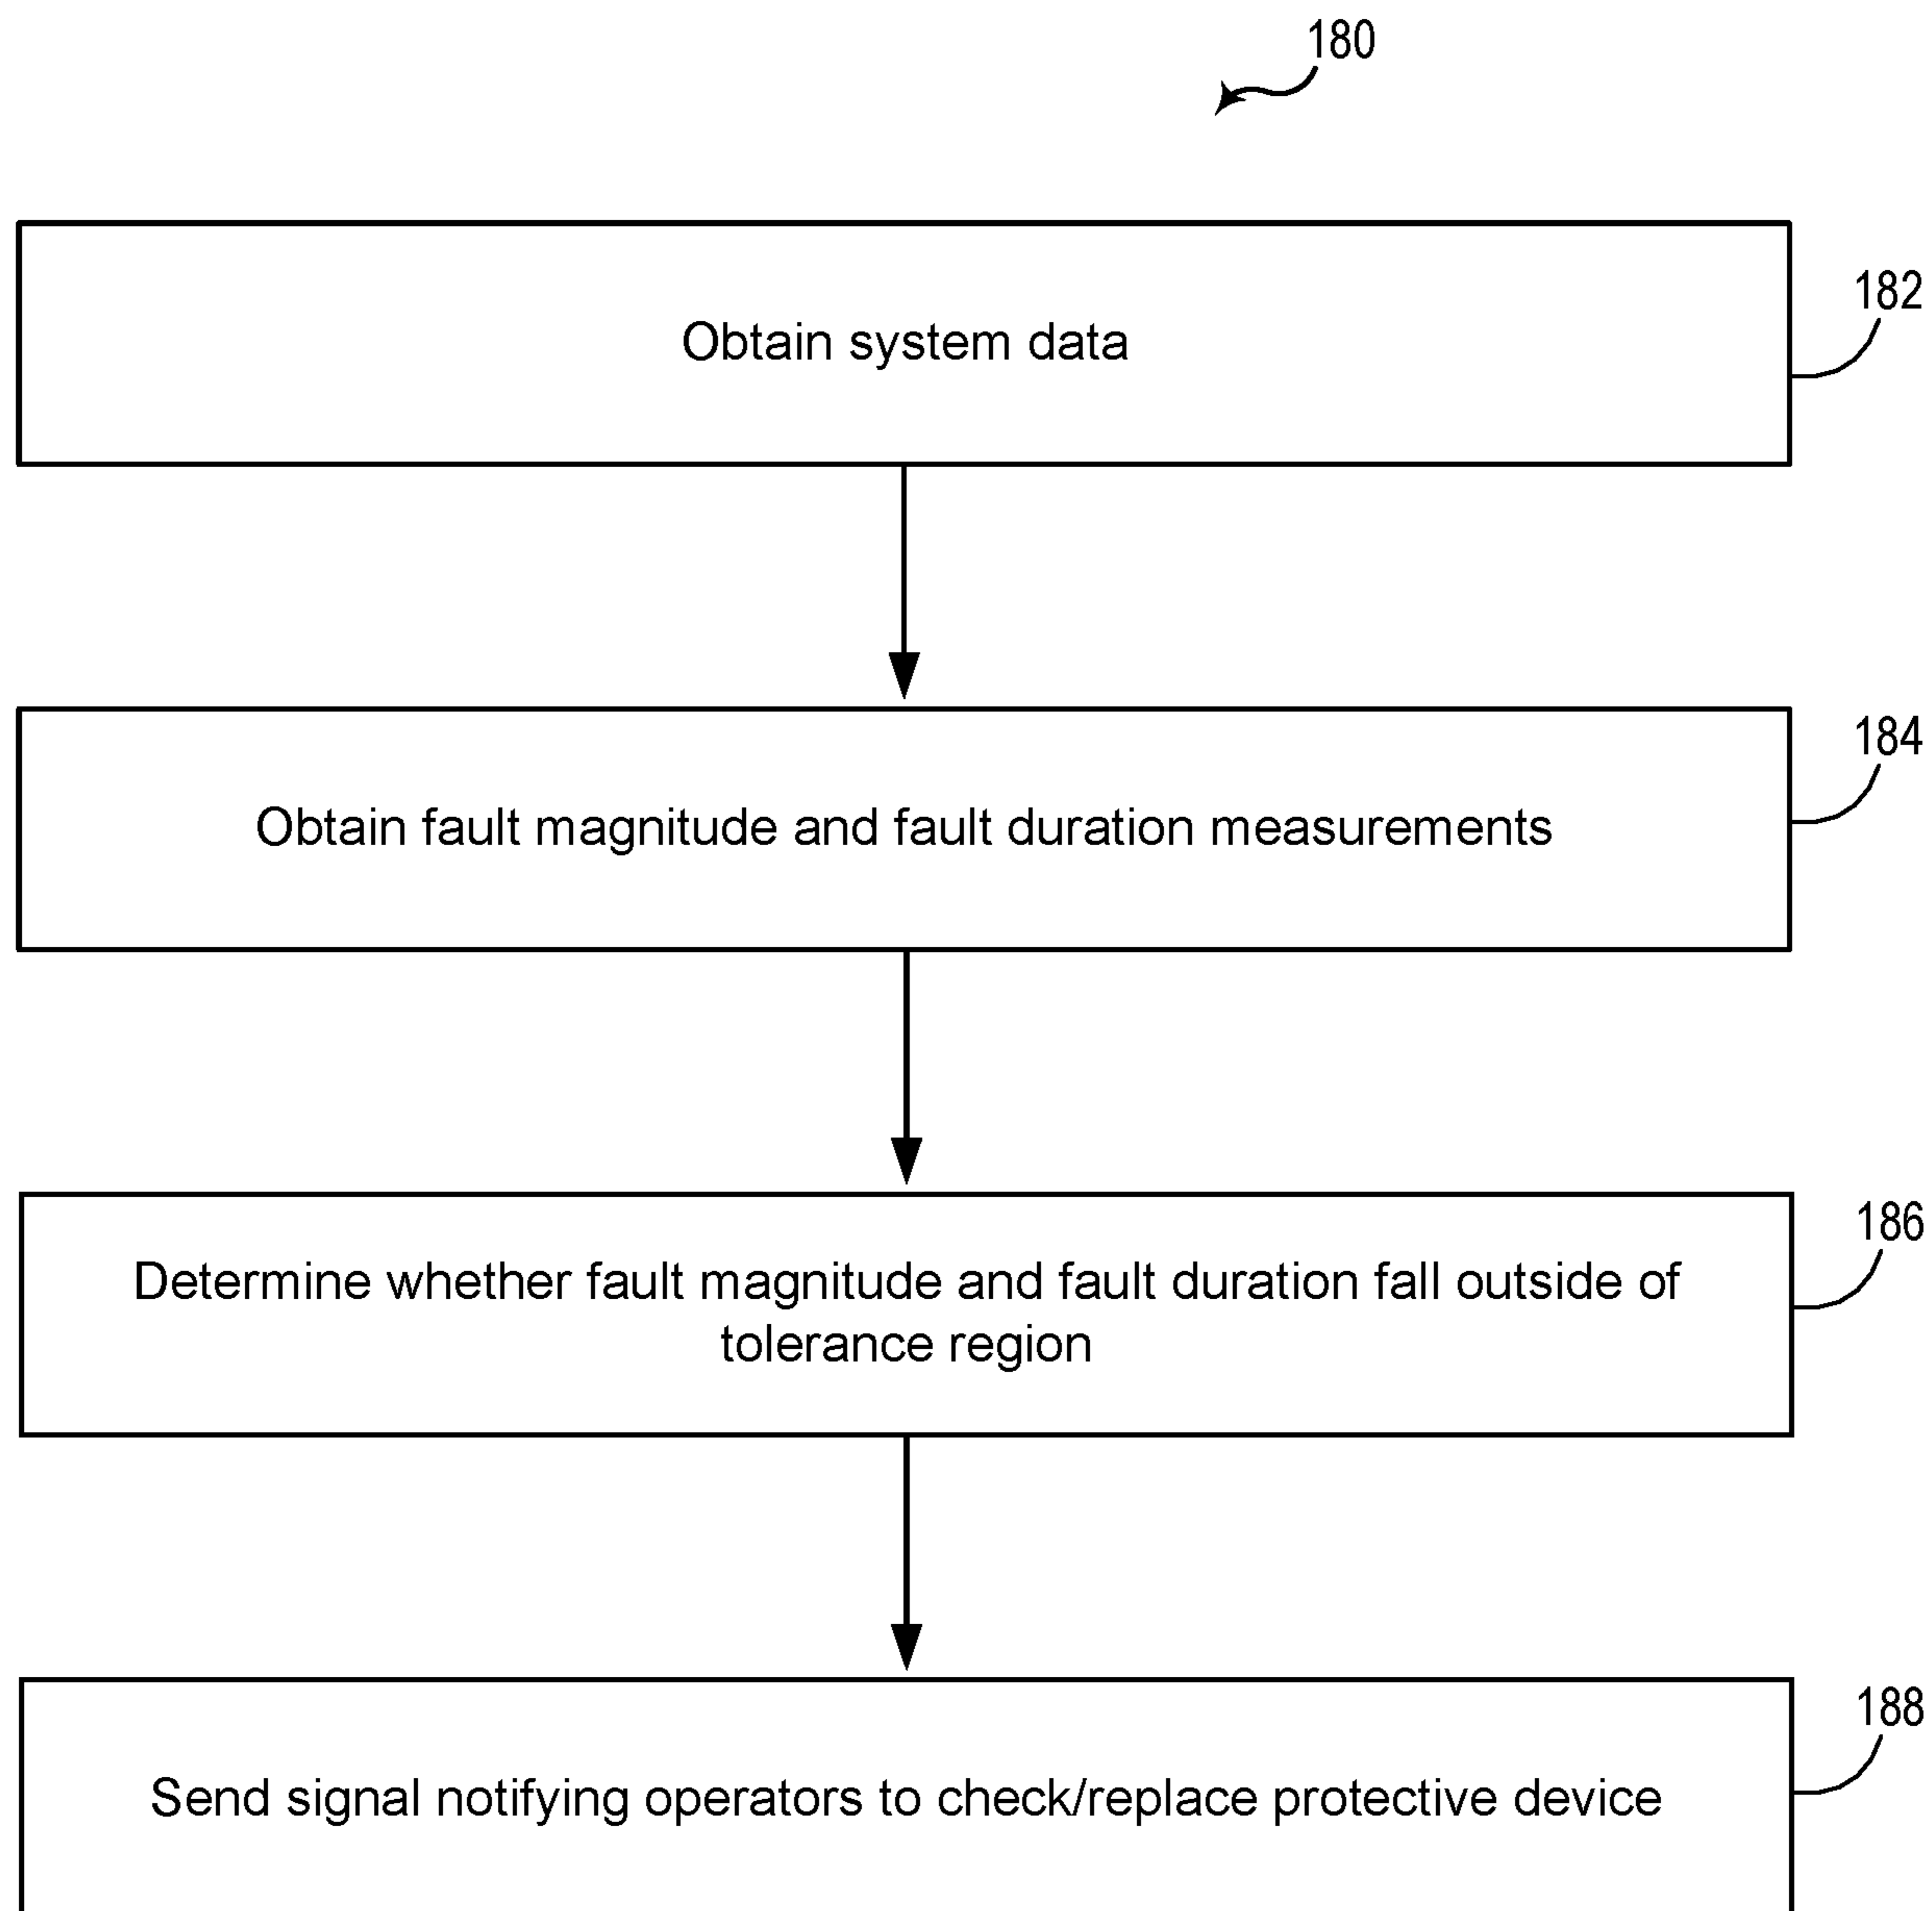 180
Obtain system data
182
Obtain fault magnitude and fault duration measurements
184
Determine whether fault magnitude and fault duration fall outside of
tolerance region
186
Send signal notifying operators to check/replace protective device
188